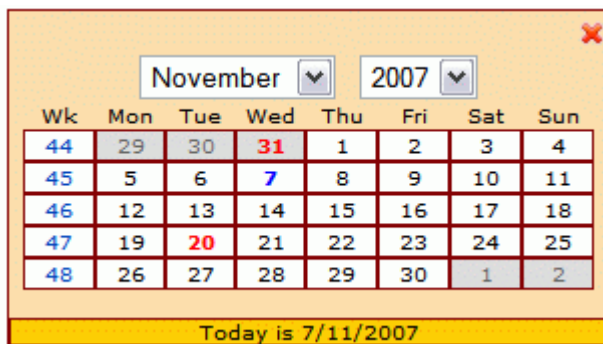 November 2007
Wk Mon Tue Wed Thu Fri Sat Sun
44 29 30 31 1 2 3 4
45 5 6 7 8 9 10 11
46 12 13 14 15 16 17 18
47 19 20 21 22 23 24 25
48 26 27 28 29 30 1 2
Today is 7/11/2007